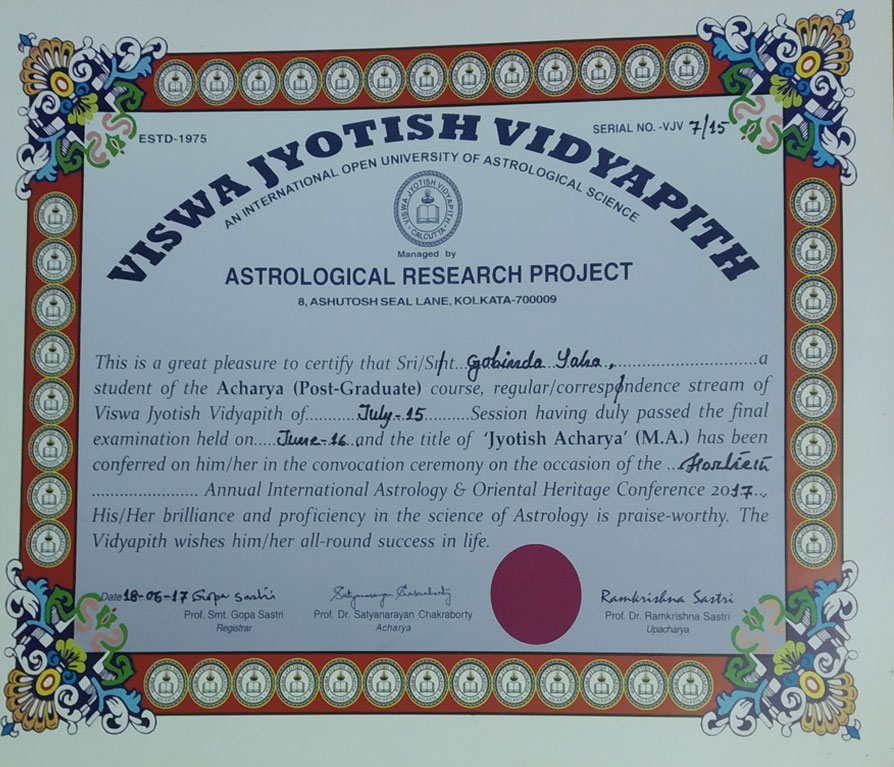 ESTD-1975
SERIAL NO. -VJV 7/15
VISWA JYOTISH VIDYAPITH
AN INTERNATIONAL OPEN UNIVERSITY OF ASTROLOGICAL SCIENCE
VISWA JYOTISH VIDYAPITH
CALCUTTA
Managed by
ASTROLOGICAL RESEARCH PROJECT
8, ASHUTOSH SEAL LANE, KOLKATA-700009
This is a great pleasure to certify that Sri/Smt...Gobinda Saha,..............................a
student of the Acharya (Post-Graduate) course, regular/correspondence stream of
Viswa Jyotish Vidyapith of..........July-15.........Session having duly passed the final
examination held on.....June-16..and the title of 'Jyotish Acharya' (M.A.) has been
conferred on him/her in the convocation ceremony on the occasion of the ...
...................... Annual International Astrology & Oriental Heritage Conference 2017...
His/Her brilliance and proficiency in the science of Astrology is praise-worthy. The
Vidyapith wishes him/her all-round success in life.
Date 18-06-17 Gopa Sastri
Satyanarayan Chakraborty
Ramkrishna Sastri
Prof. Smt. Gopa Sastri
Prof. Dr. Satyanarayan Chakraborty
Prof. Dr. Ramkrishna Sastri
Registrar
Acharya
Upacharya